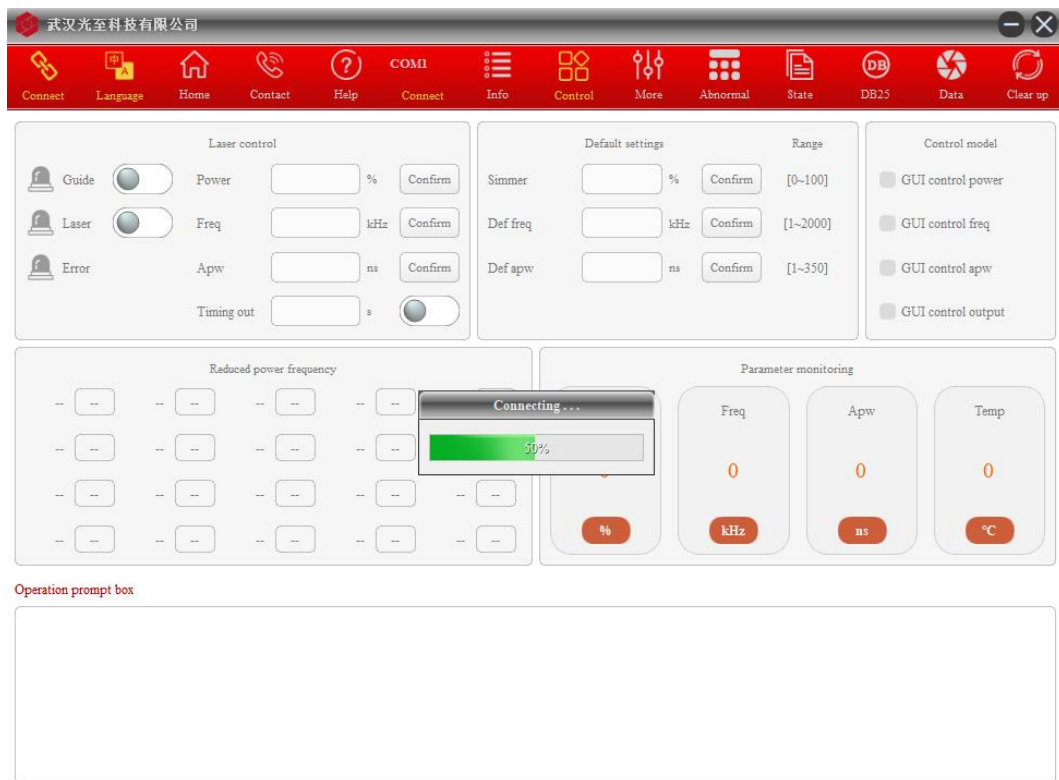 武汉光至科技有限公司
Connect Language Home Contact Help COM1 Connect Info Control More Abnormal State DB25 Data Clear up
中 A DB
Laser control
Guide Power % Confirm
Laser Freq kHz Confirm
Error Apw ns Confirm
Timing out s
Default settings Range
Simmer % Confirm [0~100]
Def freq kHz Confirm [1~2000]
Def apw ns Confirm [1~350]
Control model
GUI control power
GUI control freq
GUI control apw
GUI control output
Reduced power frequency
-- -- -- -- -- -- -- --
-- -- -- -- -- -- -- --
-- -- -- -- -- -- -- -- -- --
-- -- -- -- -- -- -- -- -- --
Connecting . . .
50%
Parameter monitoring
Freq Apw Temp
0 0 0
% kHz ns °C
Operation prompt box